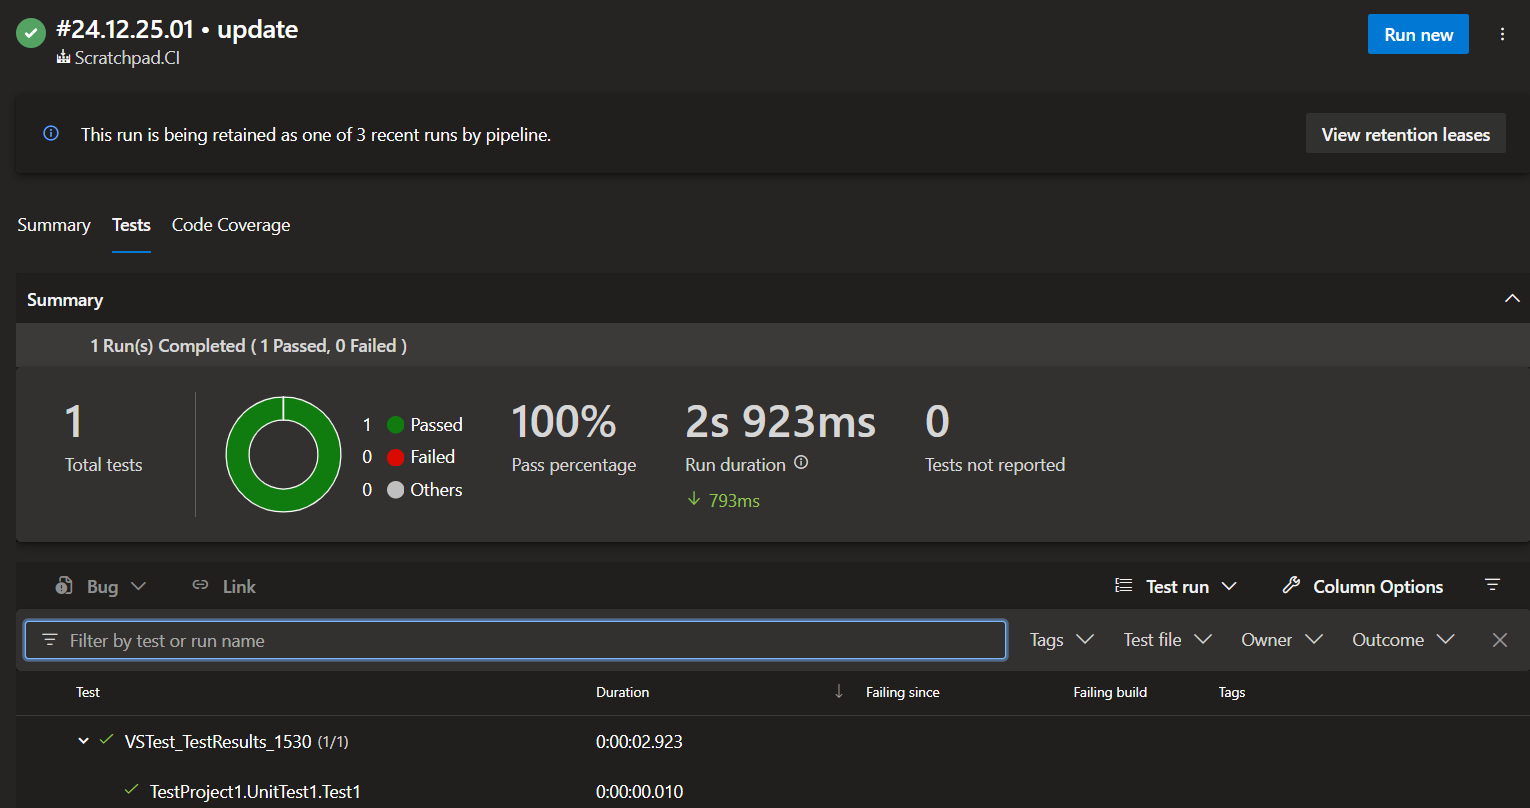 #24.12.25.01 • update
Run new
Scratchpad.CI
This run is being retained as one of 3 recent runs by pipeline.
View retention leases
Summary Tests Code Coverage
Summary
1 Run(s) Completed ( 1 Passed, 0 Failed )
1
Total tests
1 Passed
0 Failed
0 Others
100%
Pass percentage
2s 923ms
Run duration
793ms
0
Tests not reported
Bug Link Test run Column Options
Filter by test or run name Tags Test file Owner Outcome
Test Duration Failing since Failing build Tags
VSTest_TestResults_1530 (1/1) 0:00:02.923
TestProject1.UnitTest1.Test1 0:00:00.010